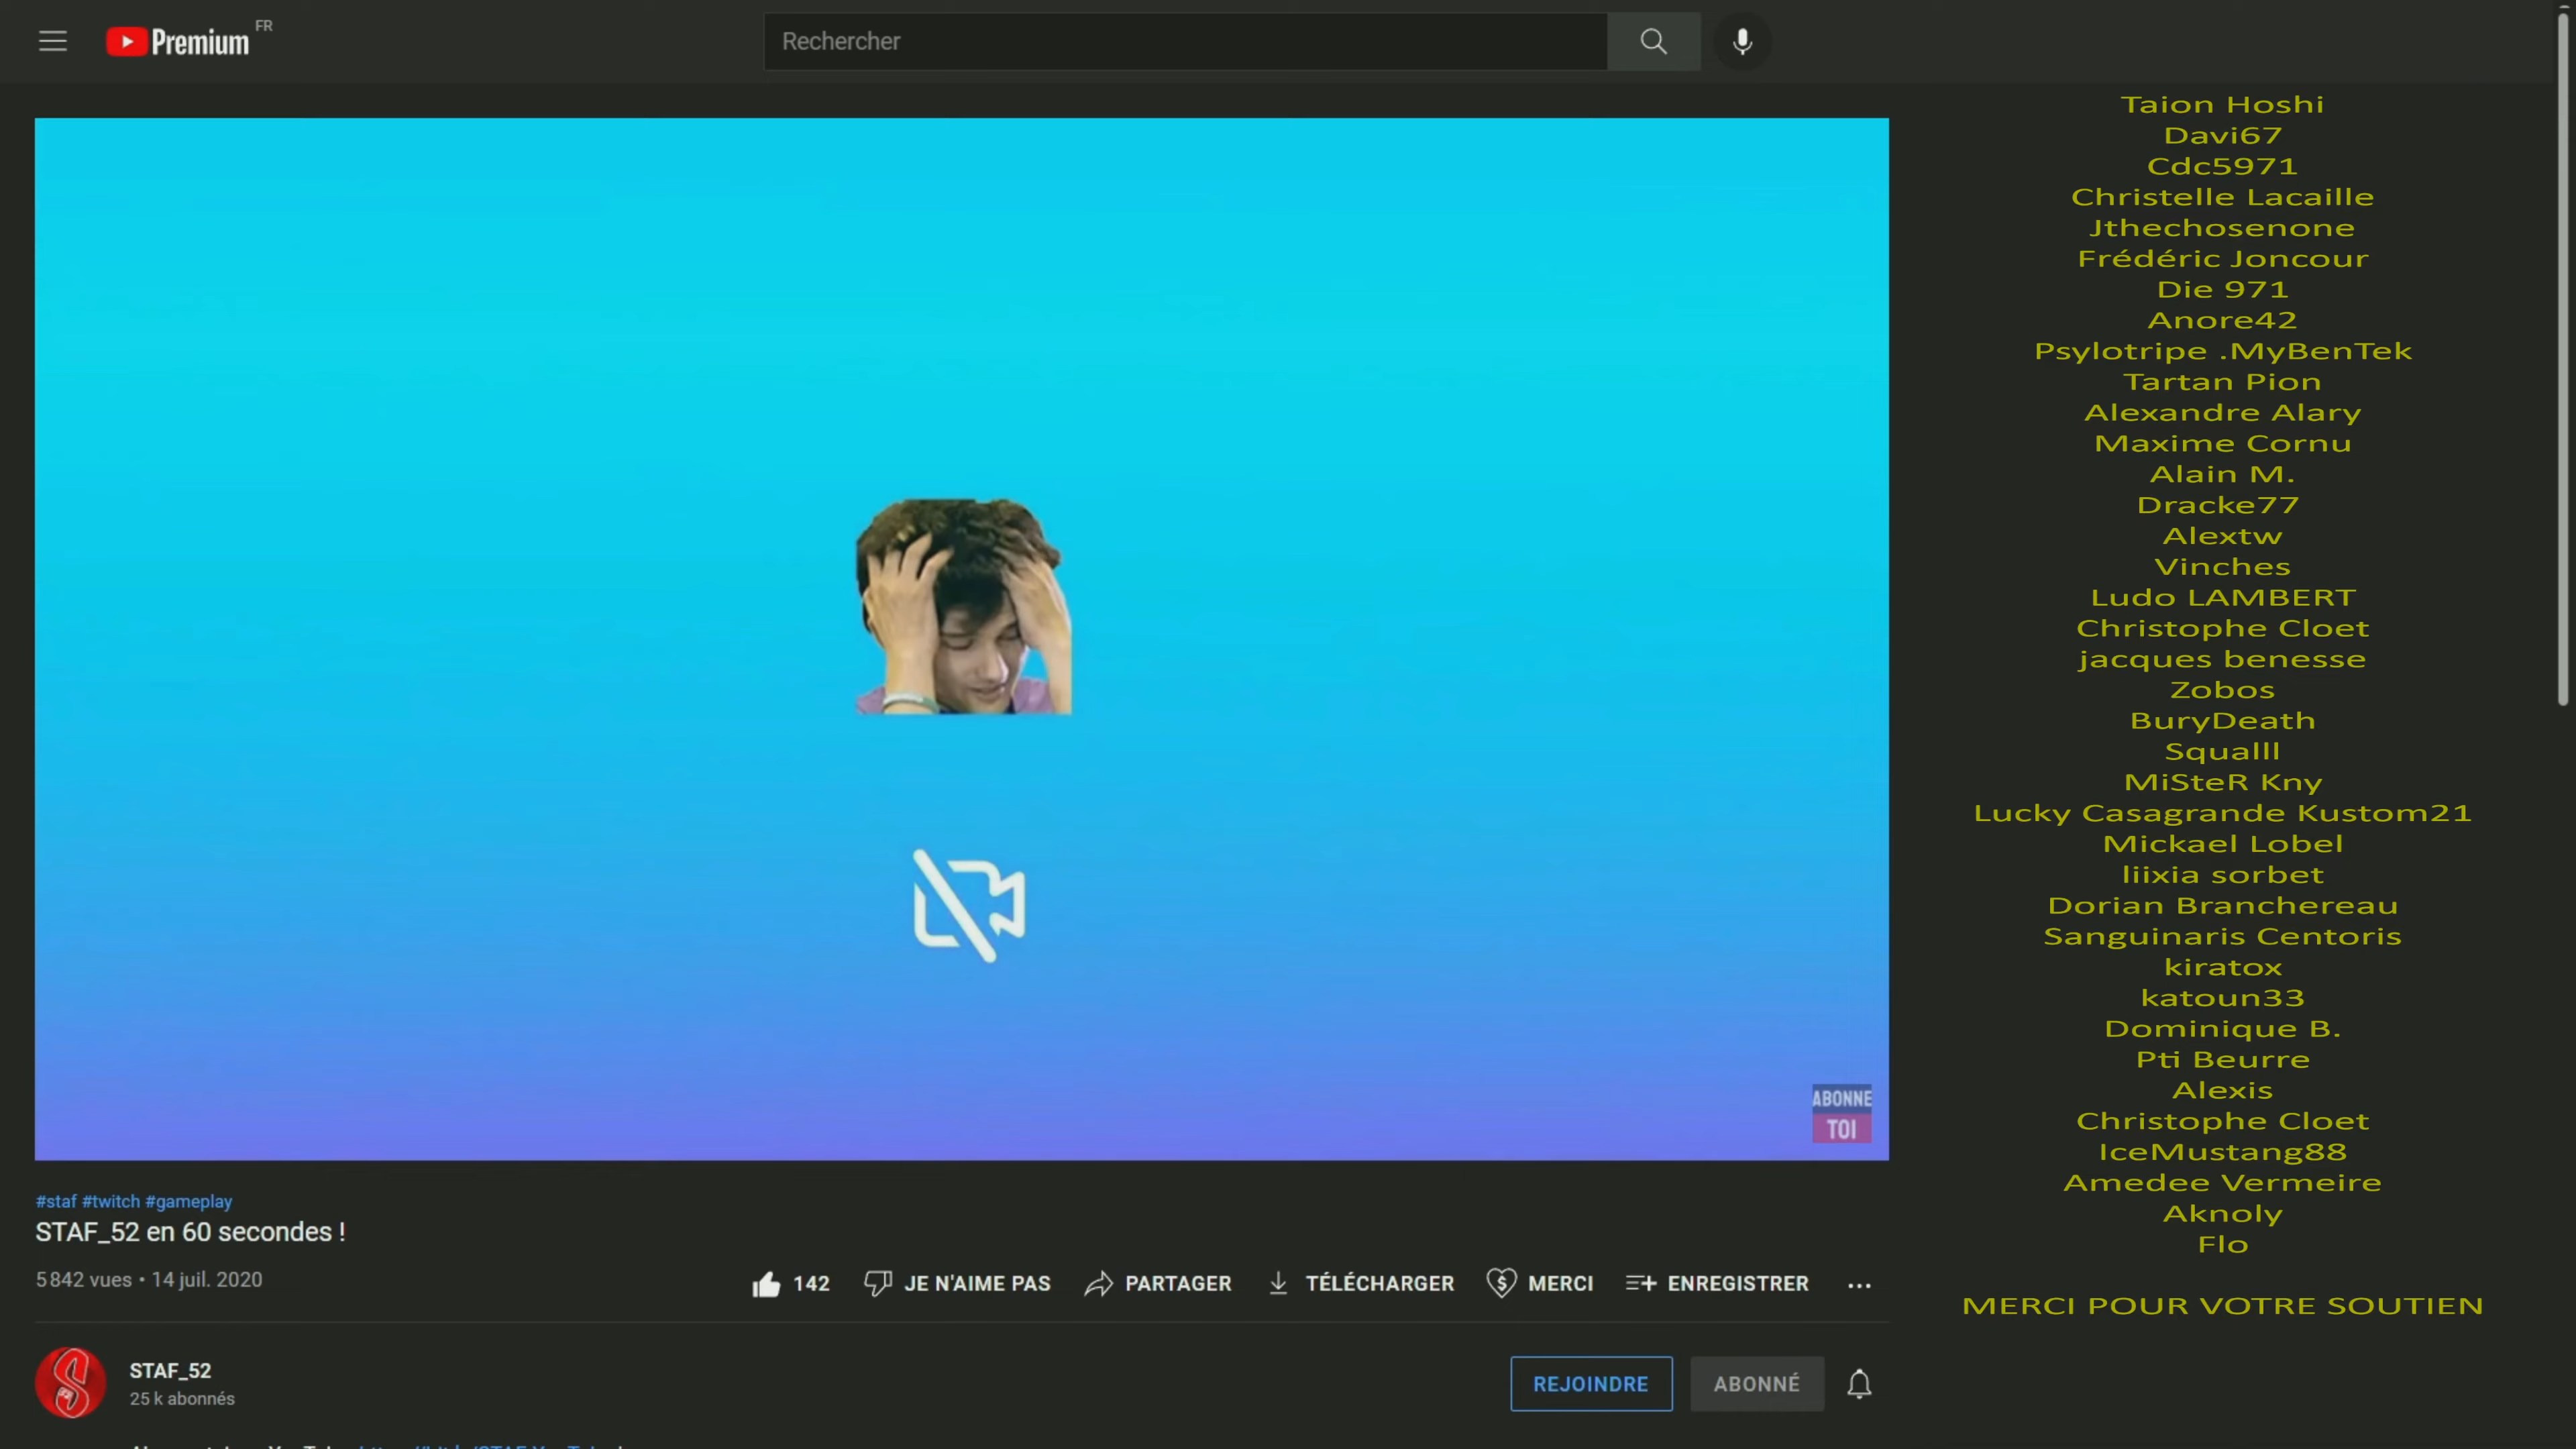 Premium FR
Rechercher
Taion Hoshi
Davi67
Cdc5971
Christelle Lacaille
Jthechosenone
Frédéric Joncour
Die 971
Anore42
Psylotripe .MyBenTek
Tartan Pion
Alexandre Alary
Maxime Cornu
Alain M.
Dracke77
Alextw
Vinches
Ludo LAMBERT
Christophe Cloet
jacques benesse
Zobos
BuryDeath
Squalll
MiSteR Kny
Lucky Casagrande Kustom21
Mickael Lobel
liixia sorbet
Dorian Branchereau
Sanguinaris Centoris
kiratox
katoun33
Dominique B.
Pti Beurre
Alexis
Christophe Cloet
IceMustang88
Amedee Vermeire
Aknoly
Flo
MERCI POUR VOTRE SOUTIEN
ABONNE
TOI
#staf #twitch #gameplay
STAF_52 en 60 secondes !
5 842 vues • 14 juil. 2020
142 JE N'AIME PAS PARTAGER TÉLÉCHARGER MERCI ENREGISTRER
STAF_52
25 k abonnés
REJOINDRE ABONNÉ